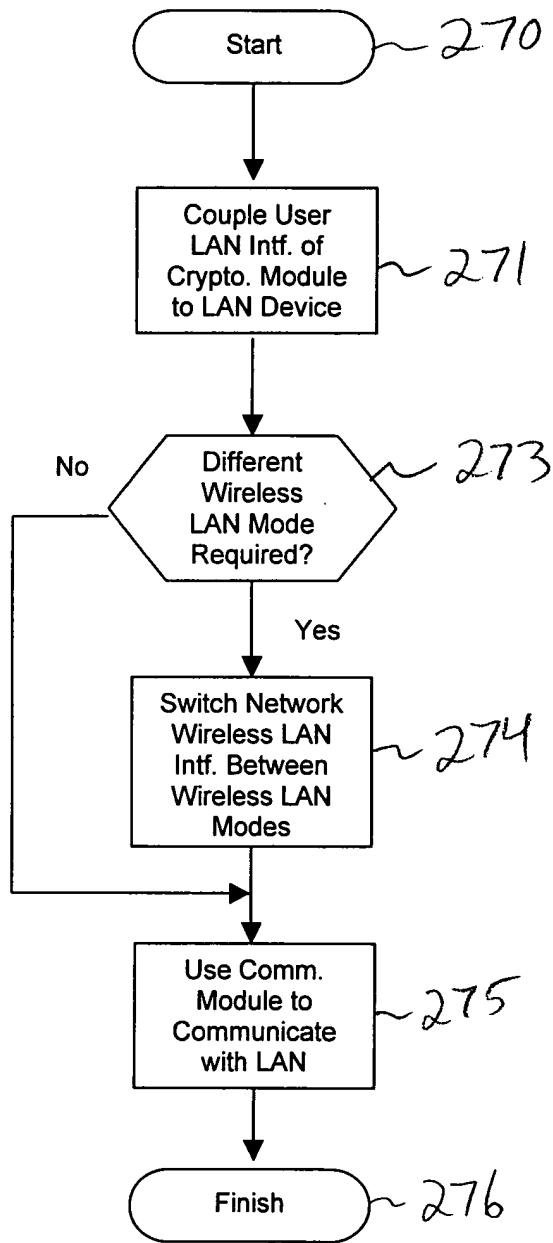 Start
270
Couple User
LAN Intf. of
Crypto. Module
to LAN Device
271
No
Different
Wireless
LAN Mode
Required?
273
Yes
Switch Network
Wireless LAN
Intf. Between
Wireless LAN
Modes
274
Use Comm.
Module to
Communicate
with LAN
275
Finish
276